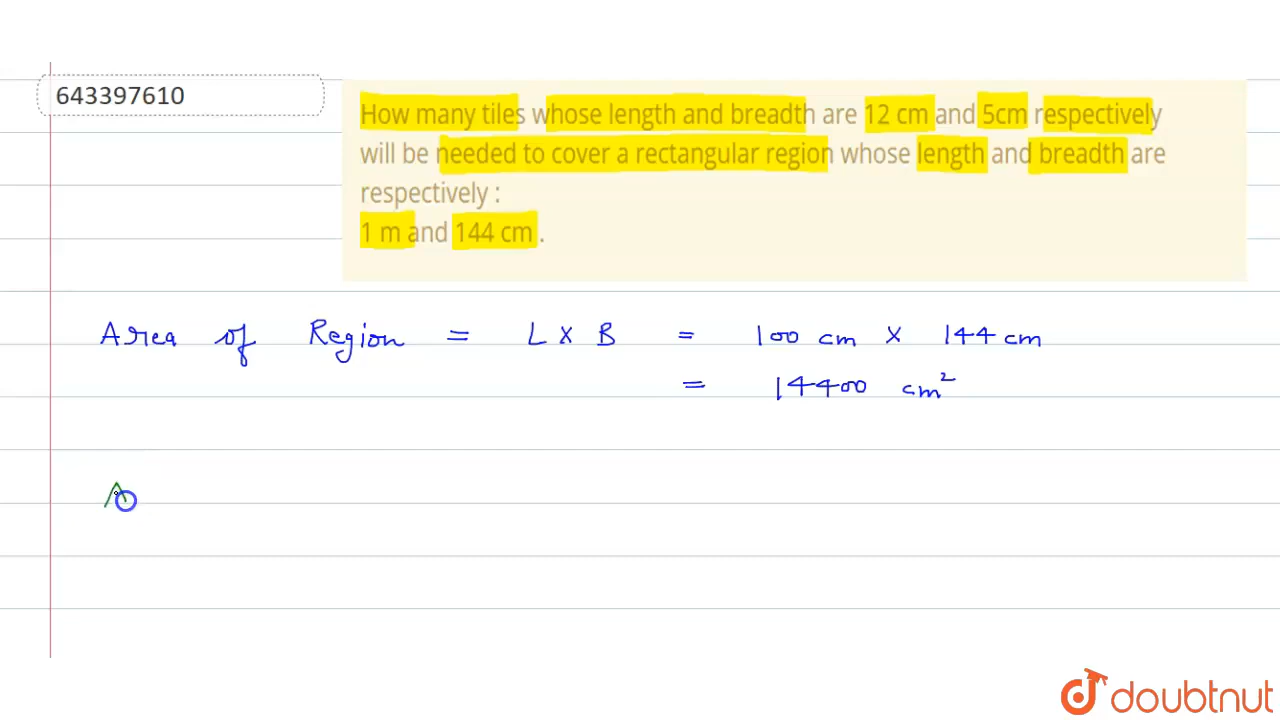 643397610
How many tiles whose length and breadth are 12 cm and 5cm respectively
will be needed to cover a rectangular region whose length and breadth are
respectively :
1 m and 144 cm .
Area of Region = L X B = 100 cm X 144 cm
= 14400 cm²
A
doubtnut